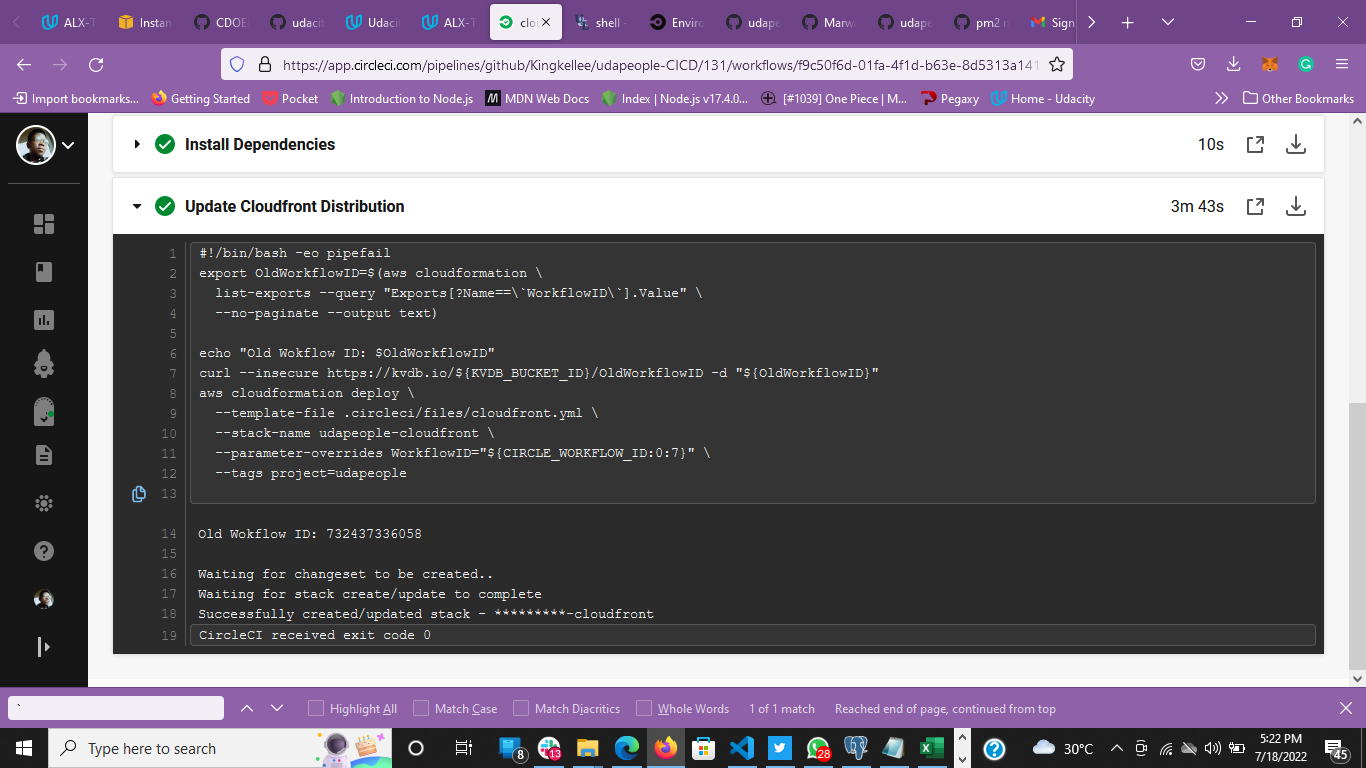 ALX-T
Instan
CDOE
udacit
Udacit
ALX-T
clou
shell -
Enviro
udape
Marw
udape
pm2 n
Sign
https://app.circleci.com/pipelines/github/Kingkellee/udapeople-CICD/131/workflows/f9c50f6d-01fa-4f1d-b63e-8d5313a141
Import bookmarks...
Getting Started
Pocket
Introduction to Node.js
M MDN Web Docs
Index | Node.js v17.4.0...
[#1039] One Piece | M...
Pegaxy
Home - Udacity
Other Bookmarks
Install Dependencies
10s
Update Cloudfront Distribution
3m 43s
1 #!/bin/bash -eo pipefail
2 export OldWorkflowID=$(aws cloudformation \
3 list-exports --query "Exports[?Name==\`WorkflowID\`].Value" \
4 --no-paginate --output text)
5
6 echo "Old Wokflow ID: $OldWorkflowID"
7 curl --insecure https://kvdb.io/${KVDB_BUCKET_ID}/OldWorkflowID -d "${OldWorkflowID}"
8 aws cloudformation deploy \
9 --template-file .circleci/files/cloudfront.yml \
10 --stack-name udapeople-cloudfront \
11 --parameter-overrides WorkflowID="${CIRCLE_WORKFLOW_ID:0:7}" \
12 --tags project=udapeople
13
14 Old Wokflow ID: 732437336058
15
16 Waiting for changeset to be created..
17 Waiting for stack create/update to complete
18 Successfully created/updated stack - *********-cloudfront
19 CircleCI received exit code 0
`
Highlight All
Match Case
Match Diacritics
Whole Words
1 of 1 match
Reached end of page, continued from top
Type here to search
8
13
28
30°C
5:22 PM
7/18/2022
45